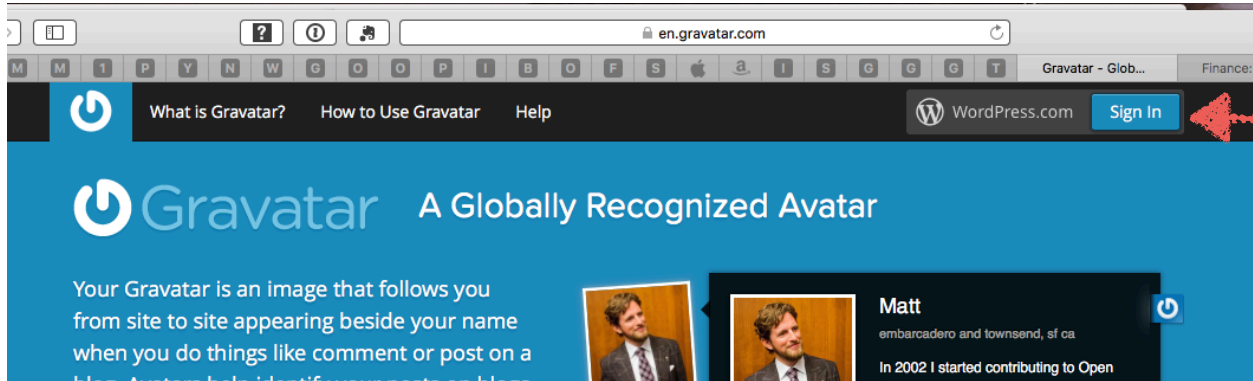 en.gravatar.com
M M 1 P Y N W G O O P I B O F S a I S G G G T Gravatar - Glob... Finance:
What is Gravatar? How to Use Gravatar Help WordPress.com Sign In
Gravatar A Globally Recognized Avatar
Your Gravatar is an image that follows you
from site to site appearing beside your name
when you do things like comment or post on a
Matt
embarcadero and townsend, sf ca
In 2002 I started contributing to Open